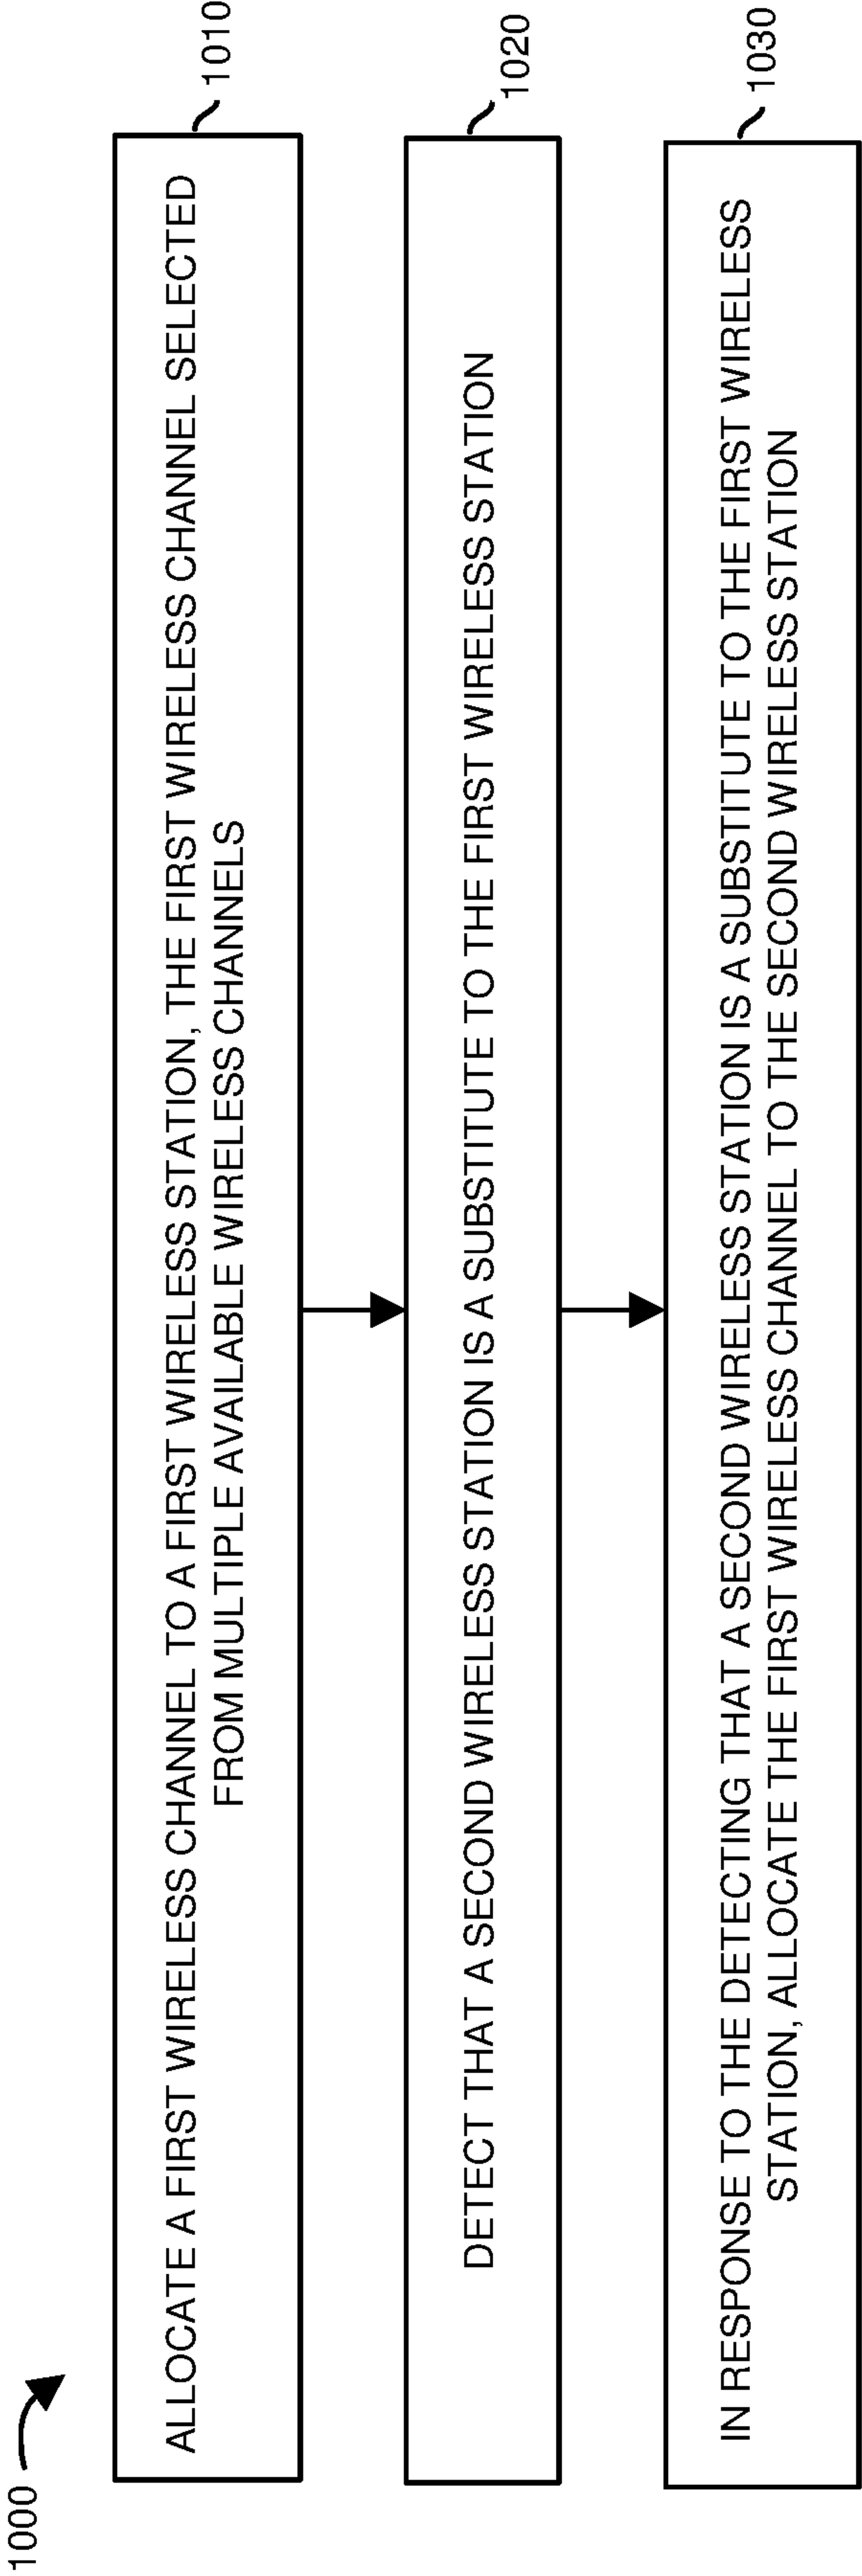 1000
ALLOCATE A FIRST WIRELESS CHANNEL TO A FIRST WIRELESS STATION, THE FIRST WIRELESS CHANNEL SELECTED
FROM MULTIPLE AVAILABLE WIRELESS CHANNELS
1010
DETECT THAT A SECOND WIRELESS STATION IS A SUBSTITUTE TO THE FIRST WIRELESS STATION
1020
IN RESPONSE TO THE DETECTING THAT A SECOND WIRELESS STATION IS A SUBSTITUTE TO THE FIRST WIRELESS
STATION, ALLOCATE THE FIRST WIRELESS CHANNEL TO THE SECOND WIRELESS STATION
1030